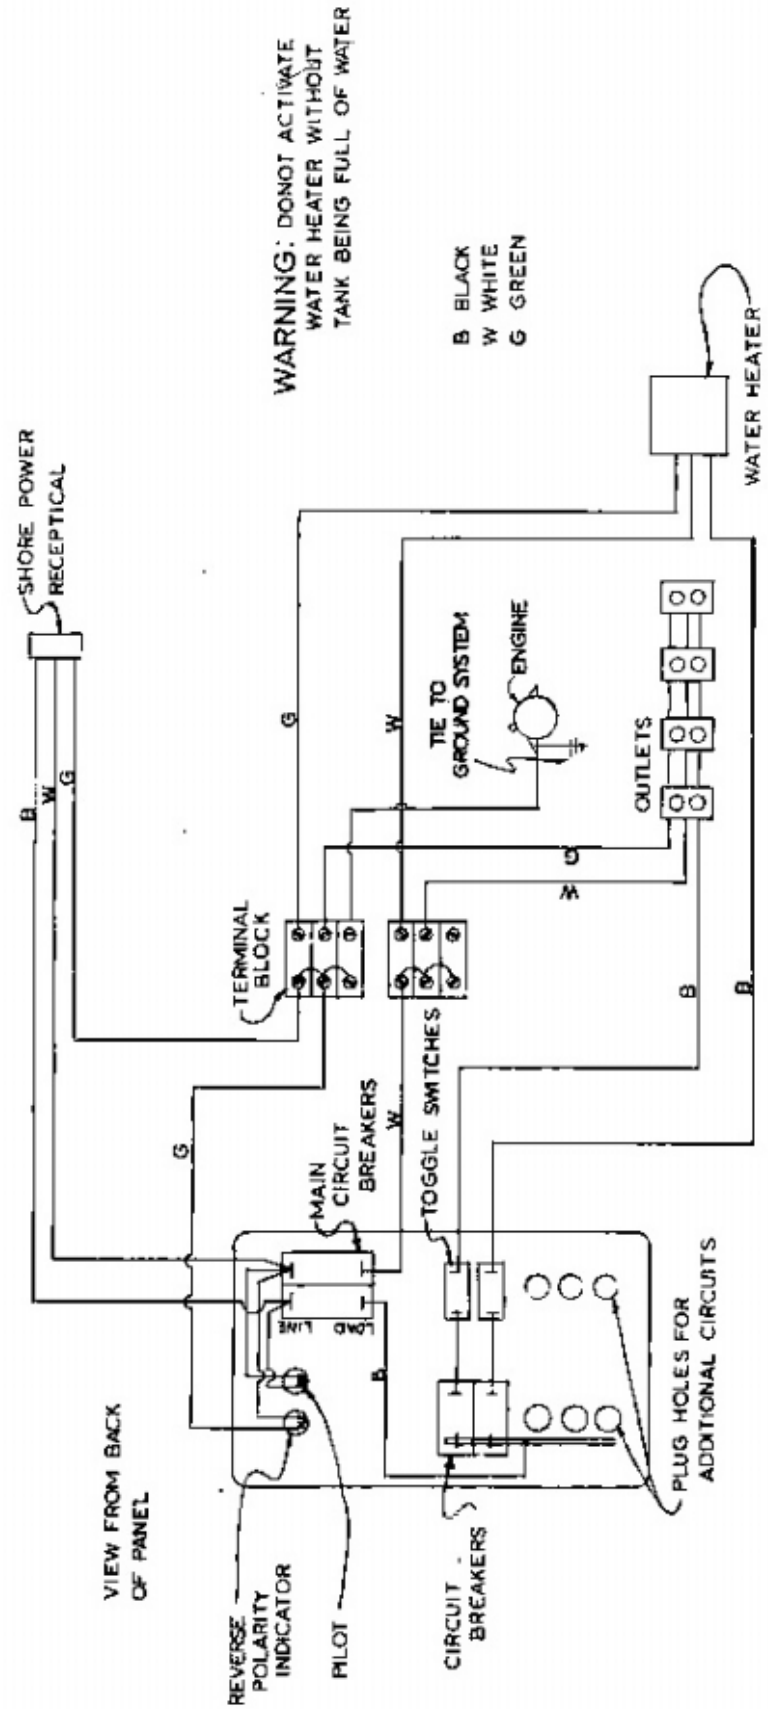 SHORE POWER
RECEPTICAL
WARNING: DONOT ACTIVATE
WATER HEATER WITHOUT
TANK BEING FULL OF WATER
B
W
G
B BLACK
W WHITE
G GREEN
VIEW FROM BACK
OF PANEL
G
TERMINAL
BLOCK
G
W
TIE TO
GROUND SYSTEM
ENGINE
REVERSE
POLARITY
INDICATOR
PILOT
LINE
LOAD
MAIN
CIRCUIT
BREAKERS
W
B
TOGGLE SWITCHES
G
W
OUTLETS
B
B
WATER HEATER
CIRCUIT
BREAKERS
PLUG HOLES FOR
ADDITIONAL CIRCUITS